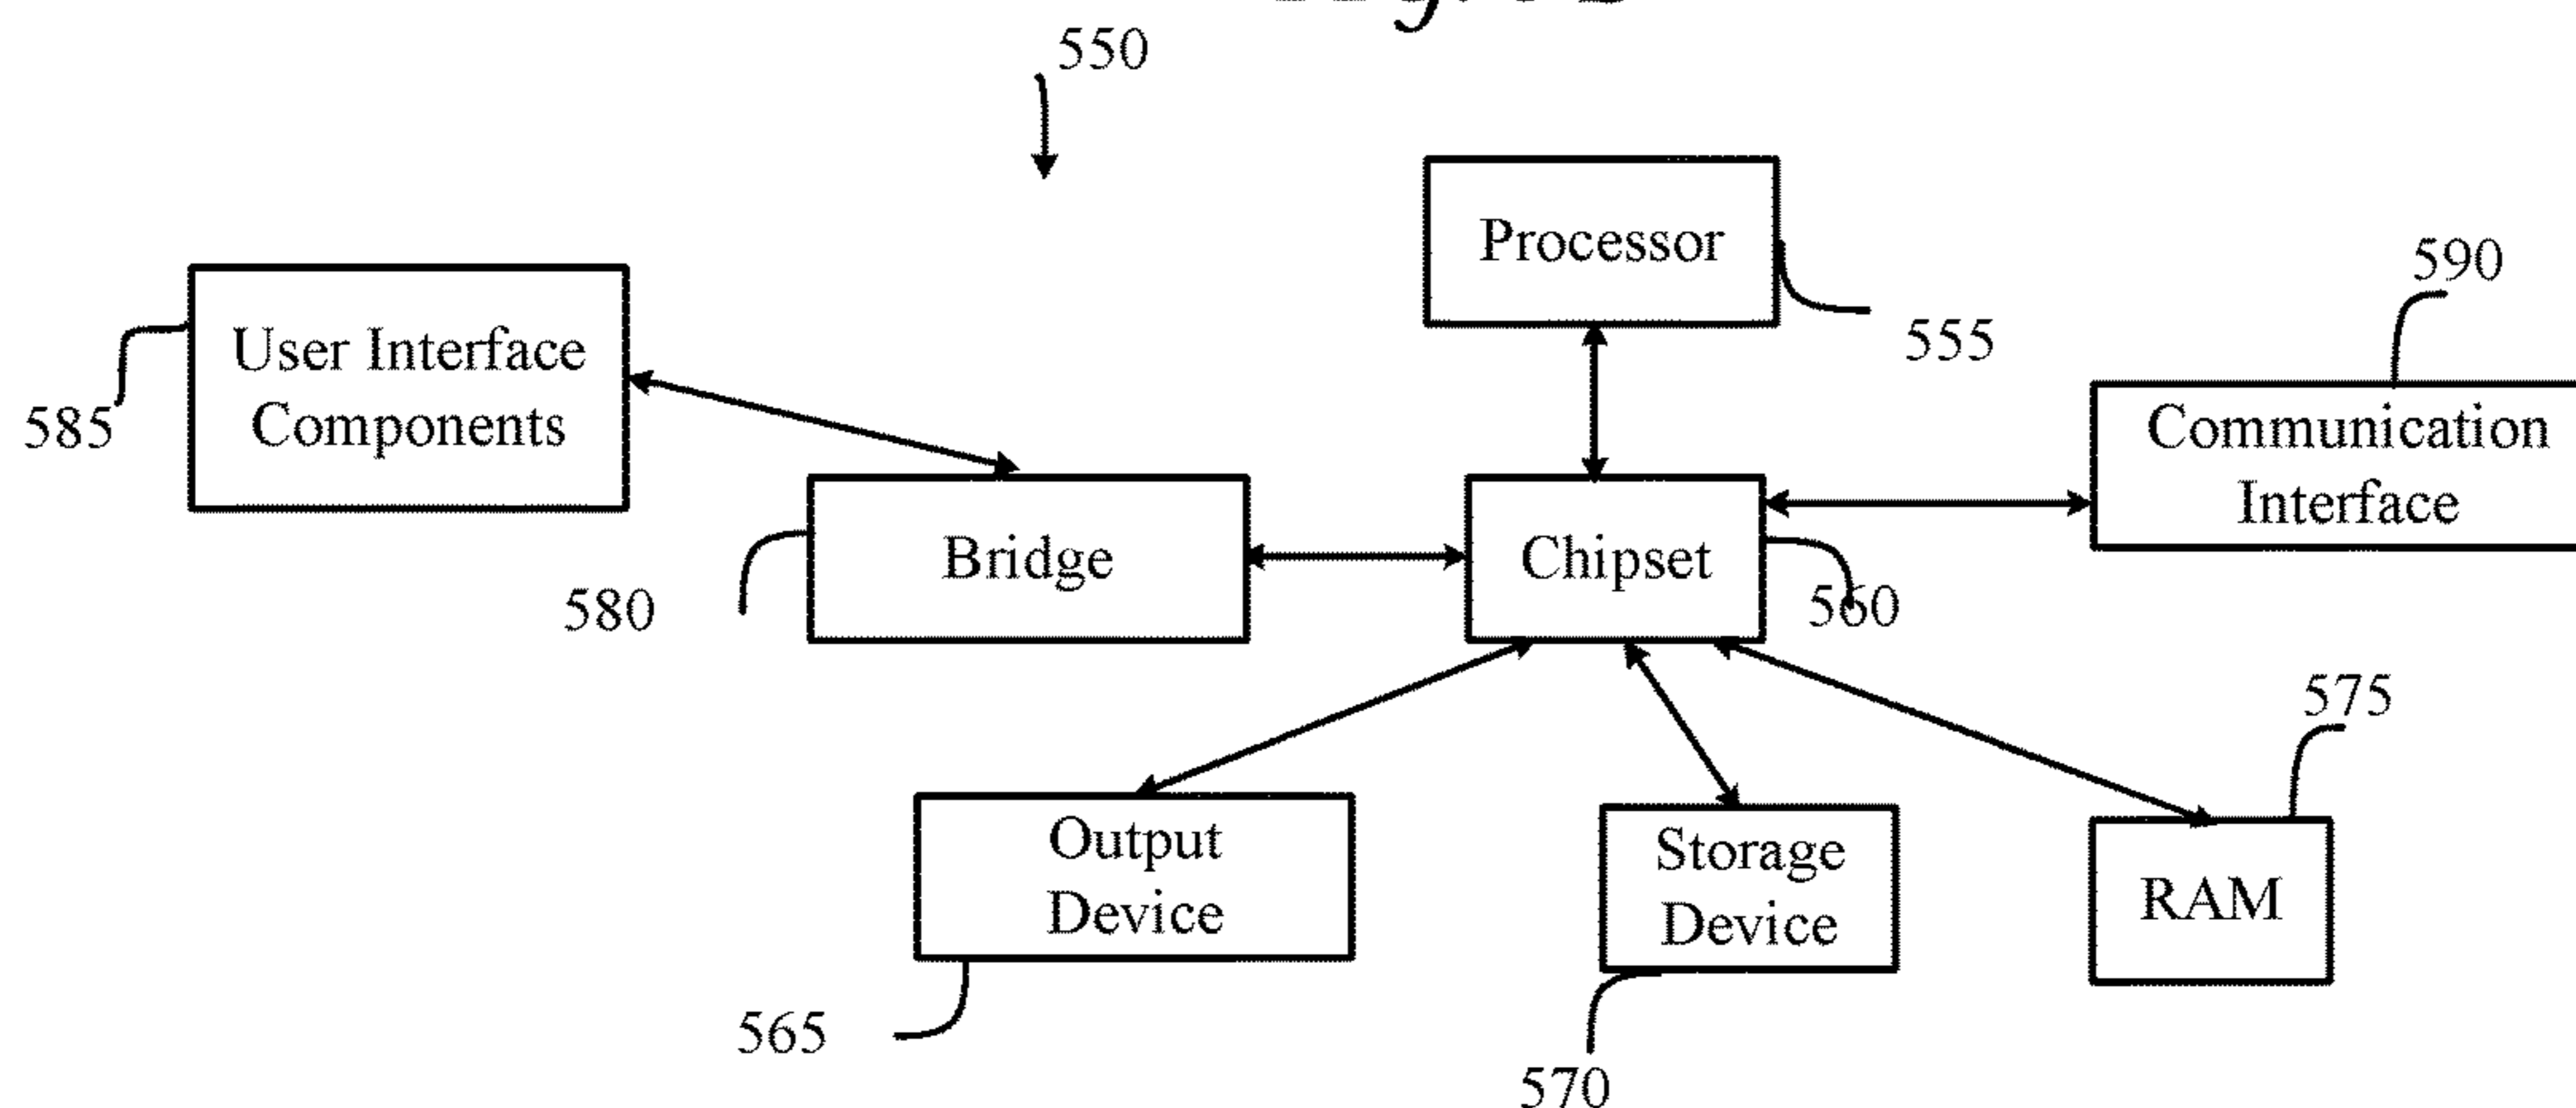 550
Processor
590
User Interface
Components
555
585
Communication
Interface
Bridge
Chipset
580
560
575
Output
Device
Storage
Device
RAM
565
570